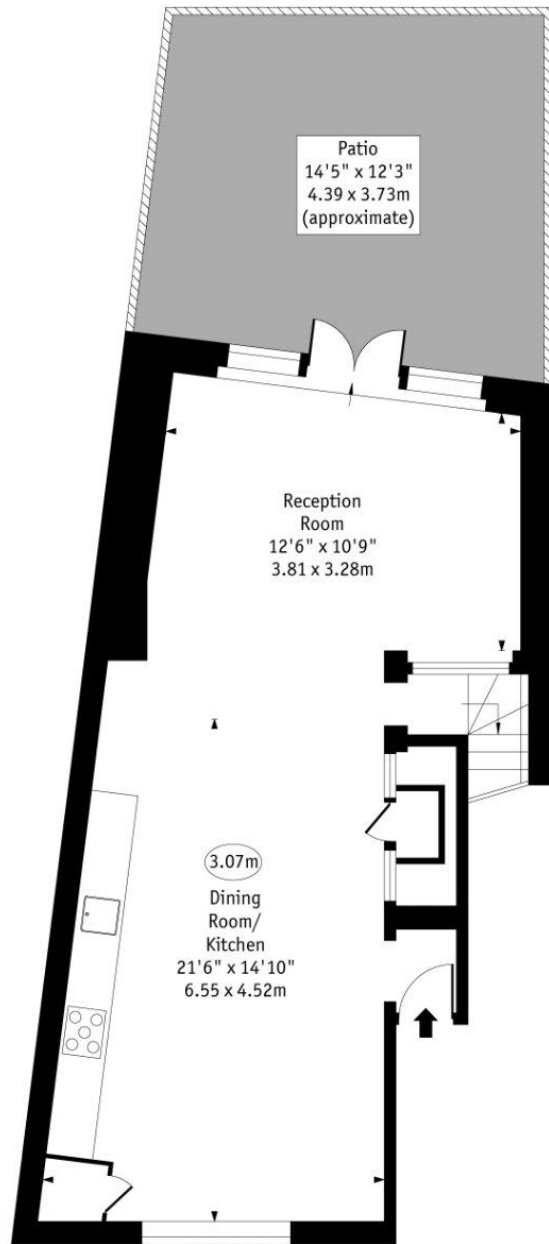 Patio
14'5" x 12'3"
4.39 x 3.73m
(approximate)
Reception
Room
12'6" x 10'9"
3.81 x 3.28m
3.07m
Dining
Room/
Kitchen
21'6" x 14'10"
6.55 x 4.52m